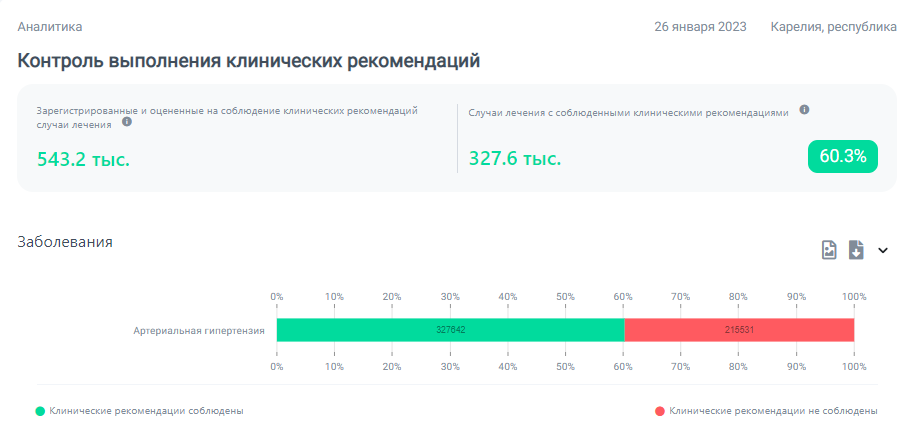 Аналитика
26 января 2023 Карелия, республика
Контроль выполнения клинических рекомендаций
Зарегистрированные и оцененные на соблюдение клинических рекомендаций
случаи лечения
543.2 тыс.
Случаи лечения с соблюденными клиническими рекомендациями
327.6 тыс.
60.3%
Заболевания
0% 10% 20% 30% 40% 50% 60% 70% 80% 90% 100%
Артериальная гипертензия
327642 215531
0% 10% 20% 30% 40% 50% 60% 70% 80% 90% 100%
Клинические рекомендации соблюдены
Клинические рекомендации не соблюдены